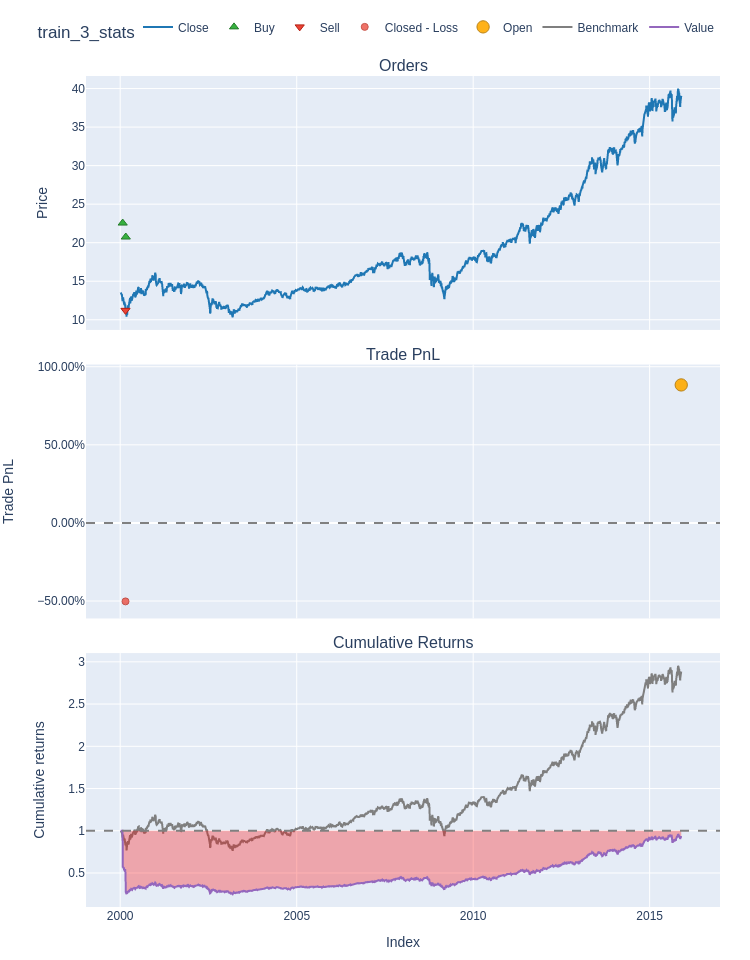 train_3_stats
Close Buy Sell Closed - Loss Open Benchmark Value
Orders
40
35
30
25
20
15
10
Price
Trade PnL
100.00%
50.00%
0.00%
−50.00%
Trade PnL
Cumulative Returns
3
2.5
2
1.5
1
0.5
Cumulative returns
2000 2005 2010 2015
Index